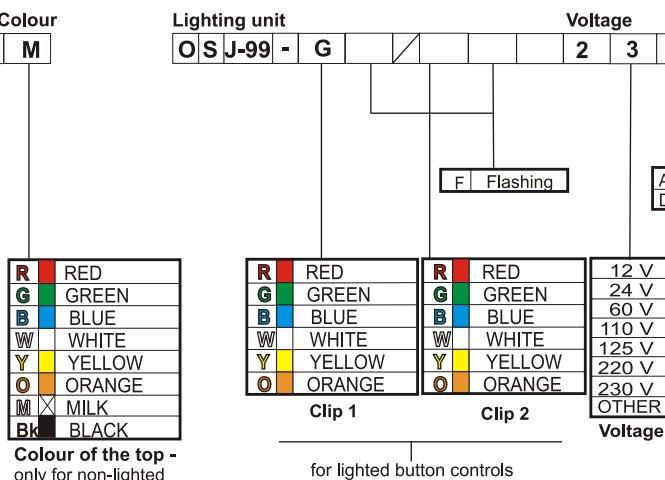 Colour
M
Lighting unit
O S J-99 - G /
Voltage
2 3
F Flashing
A
D
R RED
G GREEN
B BLUE
W WHITE
Y YELLOW
O ORANGE
M MILK
Bk BLACK
Colour of the top -
only for non-lighted
R RED
G GREEN
B BLUE
W WHITE
Y YELLOW
O ORANGE
Clip 1
R RED
G GREEN
B BLUE
W WHITE
Y YELLOW
O ORANGE
Clip 2
for lighted button controls
12 V
24 V
60 V
110 V
125 V
220 V
230 V
OTHER
Voltage